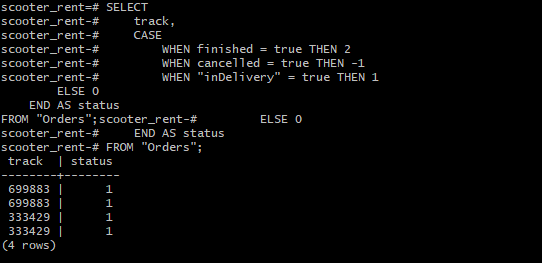 scooter_rent=# SELECT
scooter_rent-#     track,
scooter_rent-#     CASE
scooter_rent-#         WHEN finished = true THEN 2
scooter_rent-#         WHEN cancelled = true THEN -1
scooter_rent-#         WHEN "inDelivery" = true THEN 1
        ELSE 0
    END AS status
FROM "Orders";scooter_rent-#         ELSE 0
scooter_rent-#     END AS status
scooter_rent-# FROM "Orders";
 track  | status
--------+--------
 699883 |      1
 699883 |      1
 333429 |      1
 333429 |      1
(4 rows)